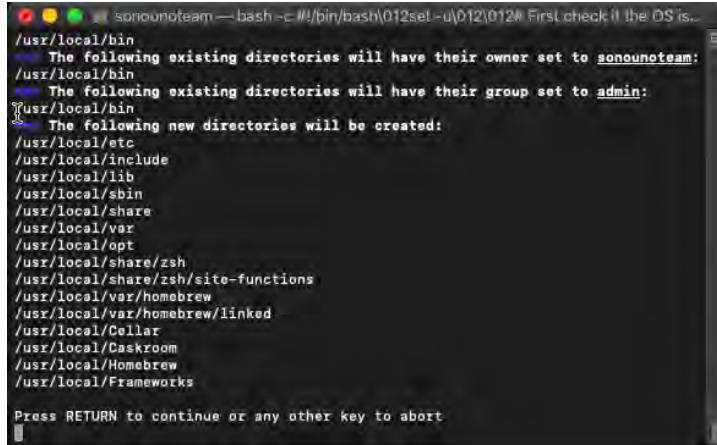 sonounoteam — bash -c #!/bin/bash\012set -u\012\012# First check if the OS is...
/usr/local/bin
==> The following existing directories will have their owner set to sonounoteam:
/usr/local/bin
==> The following existing directories will have their group set to admin:
/usr/local/bin
==> The following new directories will be created:
/usr/local/etc
/usr/local/include
/usr/local/lib
/usr/local/sbin
/usr/local/share
/usr/local/var
/usr/local/opt
/usr/local/share/zsh
/usr/local/share/zsh/site-functions
/usr/local/var/homebrew
/usr/local/var/homebrew/linked
/usr/local/Cellar
/usr/local/Caskroom
/usr/local/Homebrew
/usr/local/Frameworks
Press RETURN to continue or any other key to abort